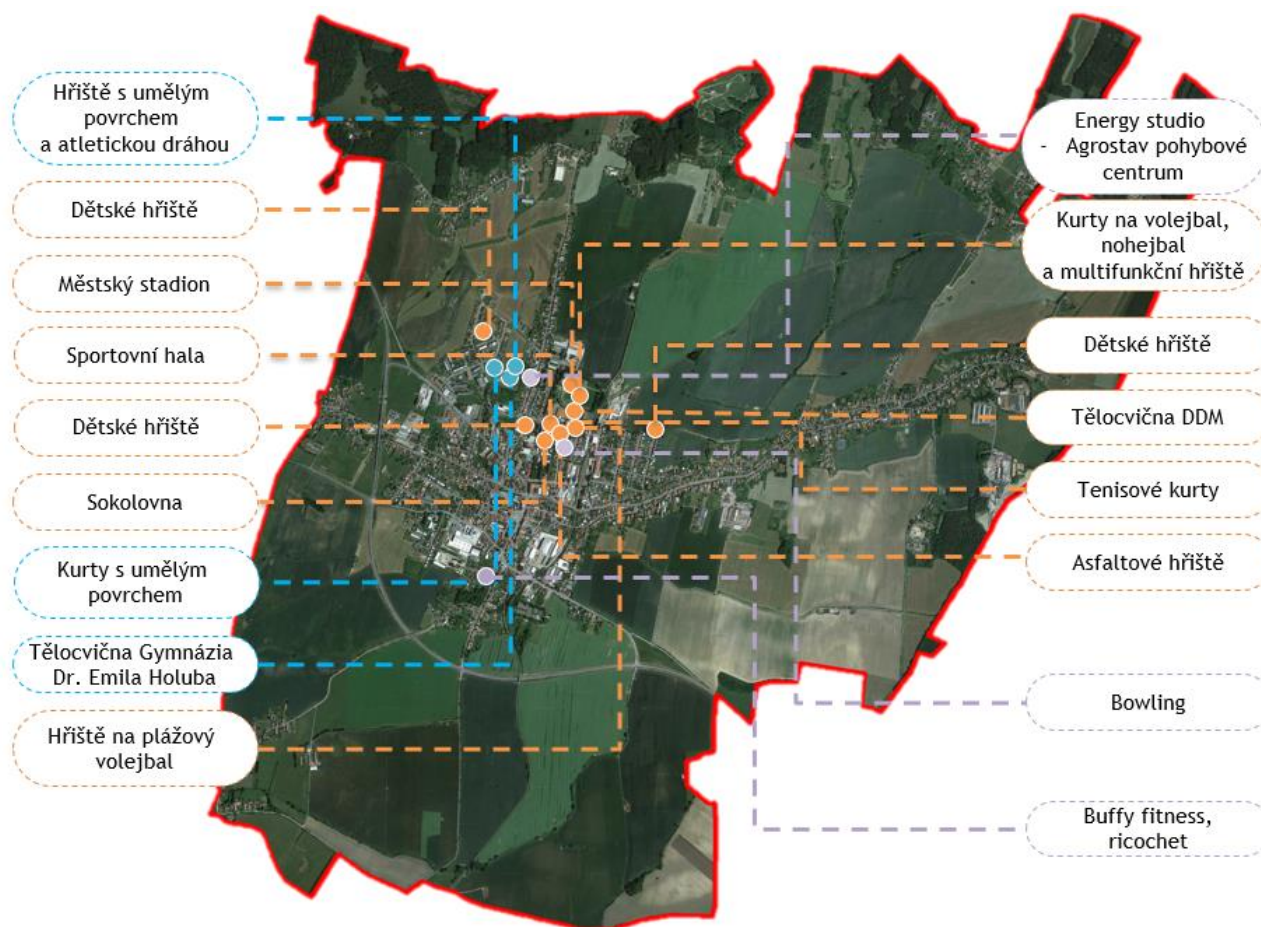 Hřiště s umělým
povrchem
a atletickou dráhou
Dětské hřiště
Městský stadion
Sportovní hala
Dětské hřiště
Sokolovna
Kurty s umělým
povrchem
Tělocvična Gymnázia
Dr. Emila Holuba
Hřiště na plážový
volejbal
Energy studio
- Agrostav pohybové
centrum
Kurty na volejbal,
nohejbal
a multifunkční hřiště
Dětské hřiště
Tělocvična DDM
Tenisové kurty
Asfaltové hřiště
Bowling
Buffy fitness,
ricochet